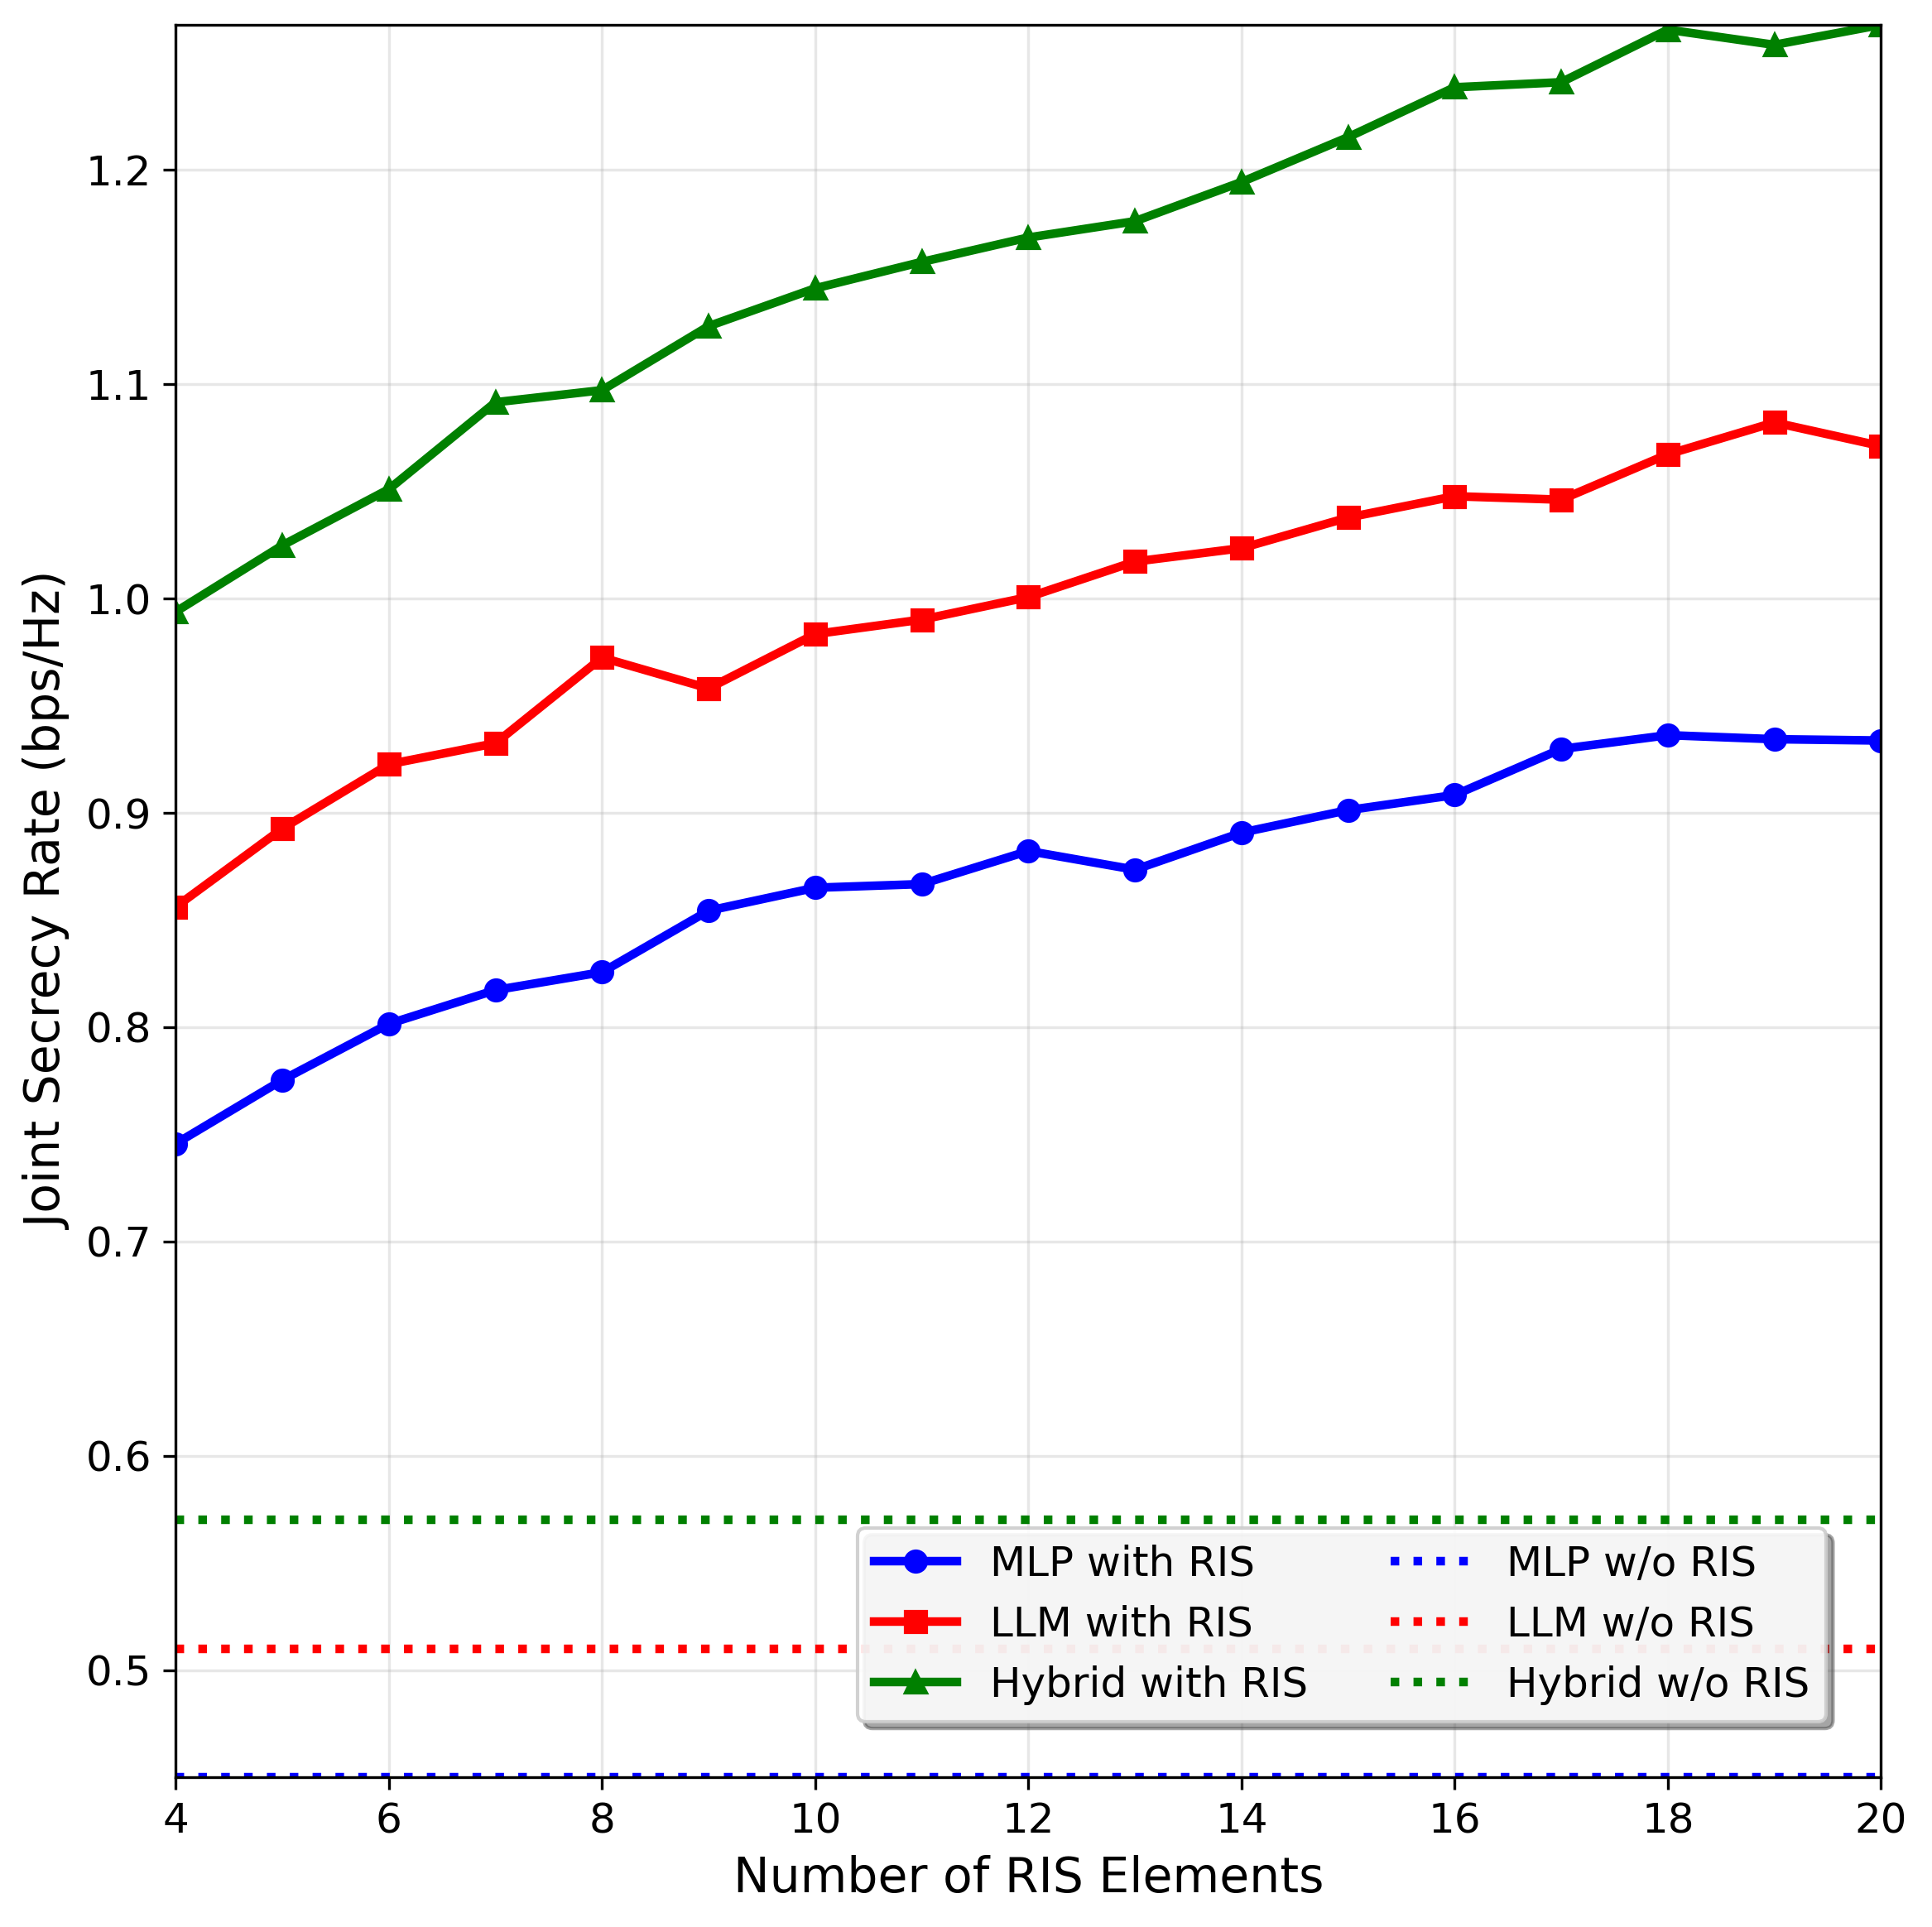 Joint Secrecy Rate (bps/Hz)
1.2
1.1
1.0
0.9
0.8
0.7
0.6
0.5
MLP with RIS
LLM with RIS
Hybrid with RIS
MLP w/o RIS
LLM w/o RIS
Hybrid w/o RIS
4 6 8 10 12 14 16 18 20
Number of RIS Elements